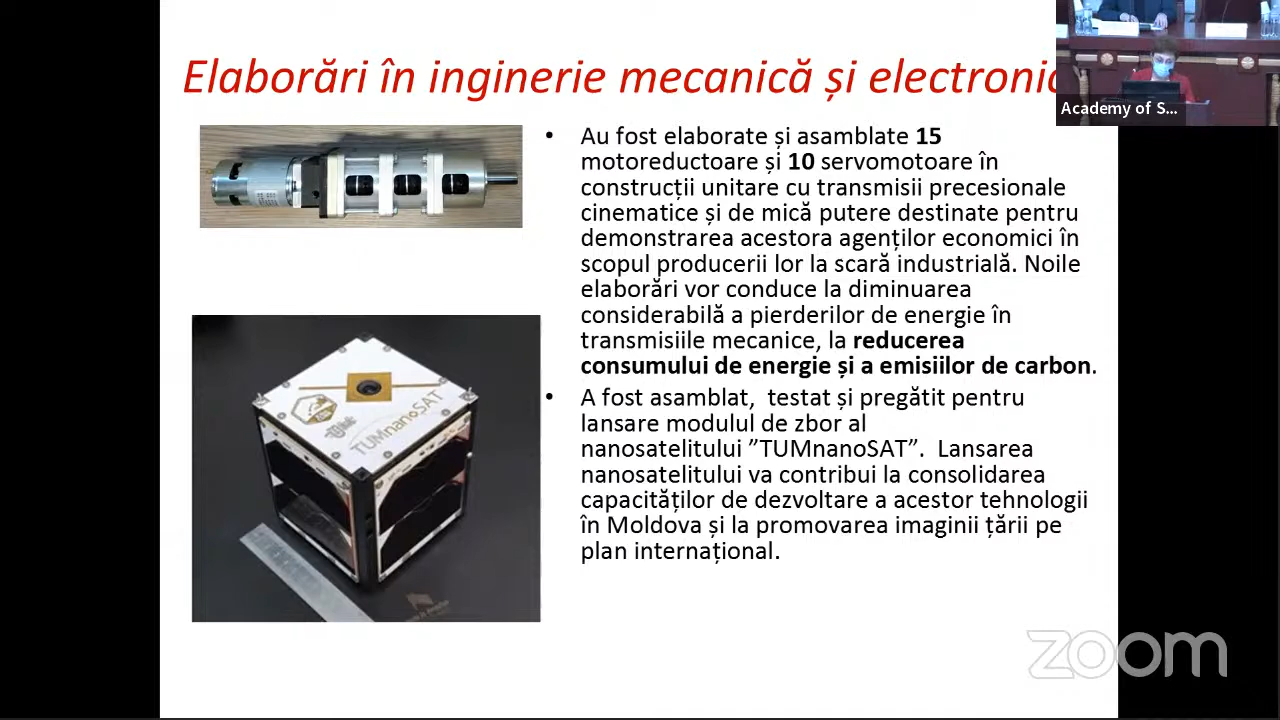 Elaborări în inginerie mecanică și electronic
Academy of S...
• Au fost elaborate și asamblate 15
motoreductoare și 10 servomotoare în
construcții unitare cu transmisii precesionale
cinematice și de mică putere destinate pentru
demonstrarea acestora agenților economici în
scopul producerii lor la scară industrială. Noile
elaborări vor conduce la diminuarea
considerabilă a pierderilor de energie în
transmisiile mecanice, la reducerea
consumului de energie și a emisiilor de carbon.
• A fost asamblat, testat și pregătit pentru
lansare modulul de zbor al
nanosatelitului ”TUMnanoSAT”. Lansarea
nanosatelitului va contribui la consolidarea
capacităților de dezvoltare a acestor tehnologii
în Moldova și la promovarea imaginii țării pe
plan internațional.
TUMnanoSAT
zoom